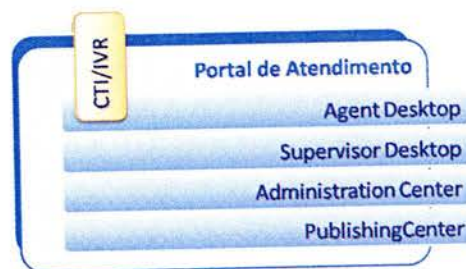 CTI/IVR
Portal de Atendimento
Agent Desktop
Supervisor Desktop
Administration Center
PublishingCenter